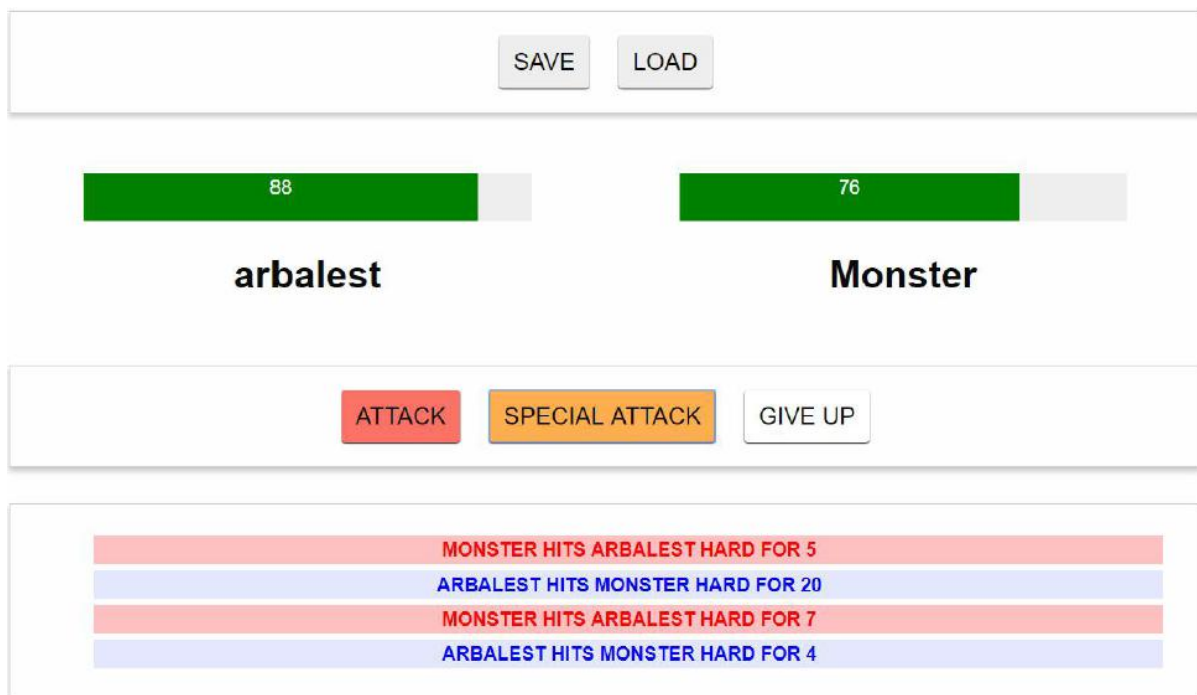 SAVE LOAD
88 76
arbalest Monster
ATTACK SPECIAL ATTACK GIVE UP
MONSTER HITS ARBALEST HARD FOR 5
ARBALEST HITS MONSTER HARD FOR 20
MONSTER HITS ARBALEST HARD FOR 7
ARBALEST HITS MONSTER HARD FOR 4